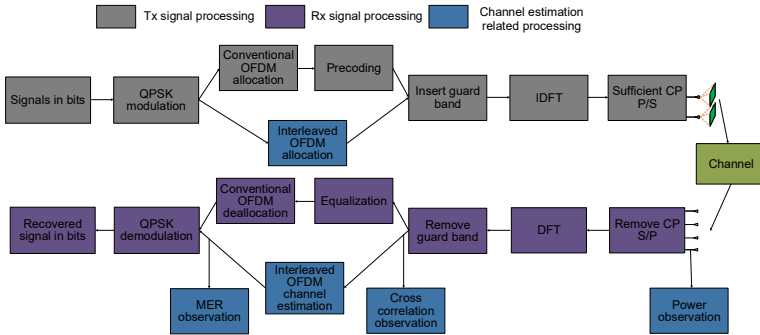 Tx signal processing
Rx signal processing
Channel estimation
related processing
Signals in bits
QPSK
modulation
Conventional
OFDM
allocation
Precoding
Interleaved
OFDM
allocation
Insert guard
band
IDFT
Sufficient CP
P/S
Channel
Recovered
signal in bits
QPSK
demodulation
Conventional
OFDM
deallocation
Equalization
Remove
guard band
DFT
Remove CP
S/P
Interleaved
OFDM
channel
estimation
MER
observation
Cross
correlation
observation
Power
observation